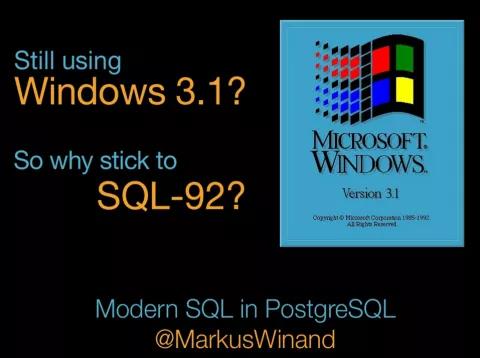 Still using
Windows 3.1?
So why stick to
SQL-92?
MICROSOFT®
WINDOWS™
Version 3.1
Copyright © Microsoft Corporation 1985-1992.
All Rights Reserved.
Modern SQL in PostgreSQL
@MarkusWinand